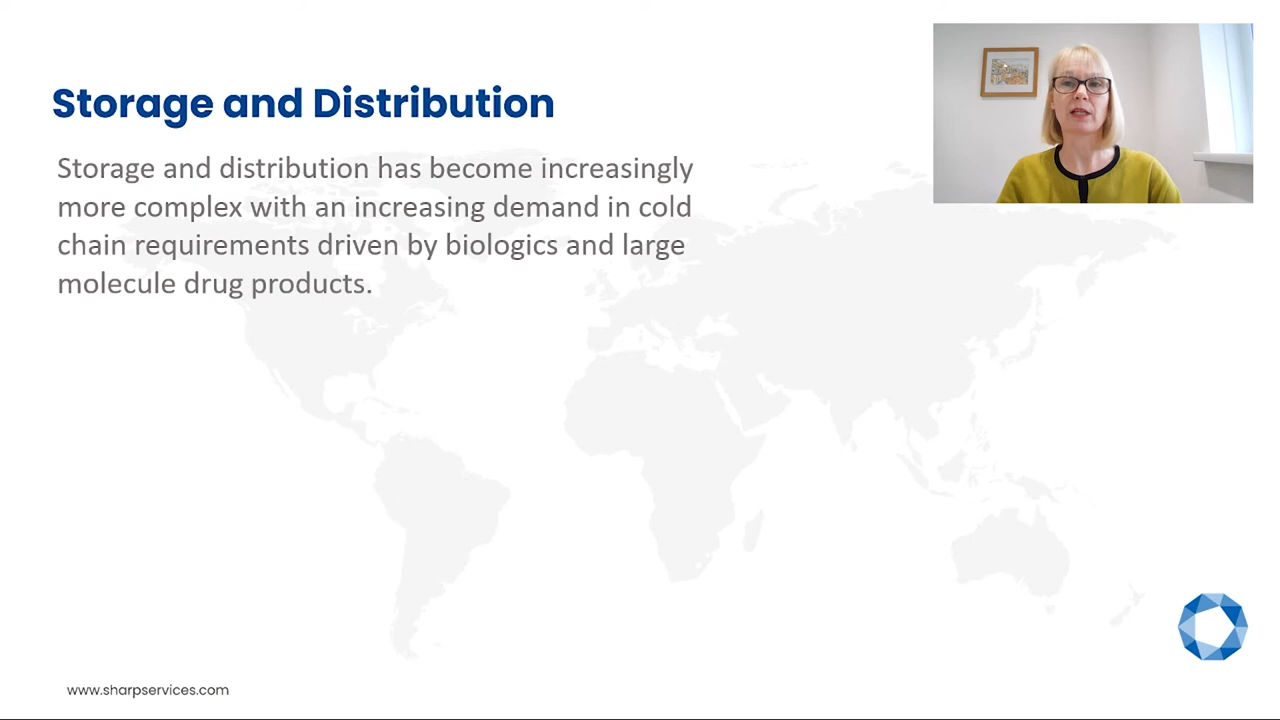 Storage and Distribution
Storage and distribution has become increasingly
more complex with an increasing demand in cold
chain requirements driven by biologics and large
molecule drug products.
www.sharpservices.com